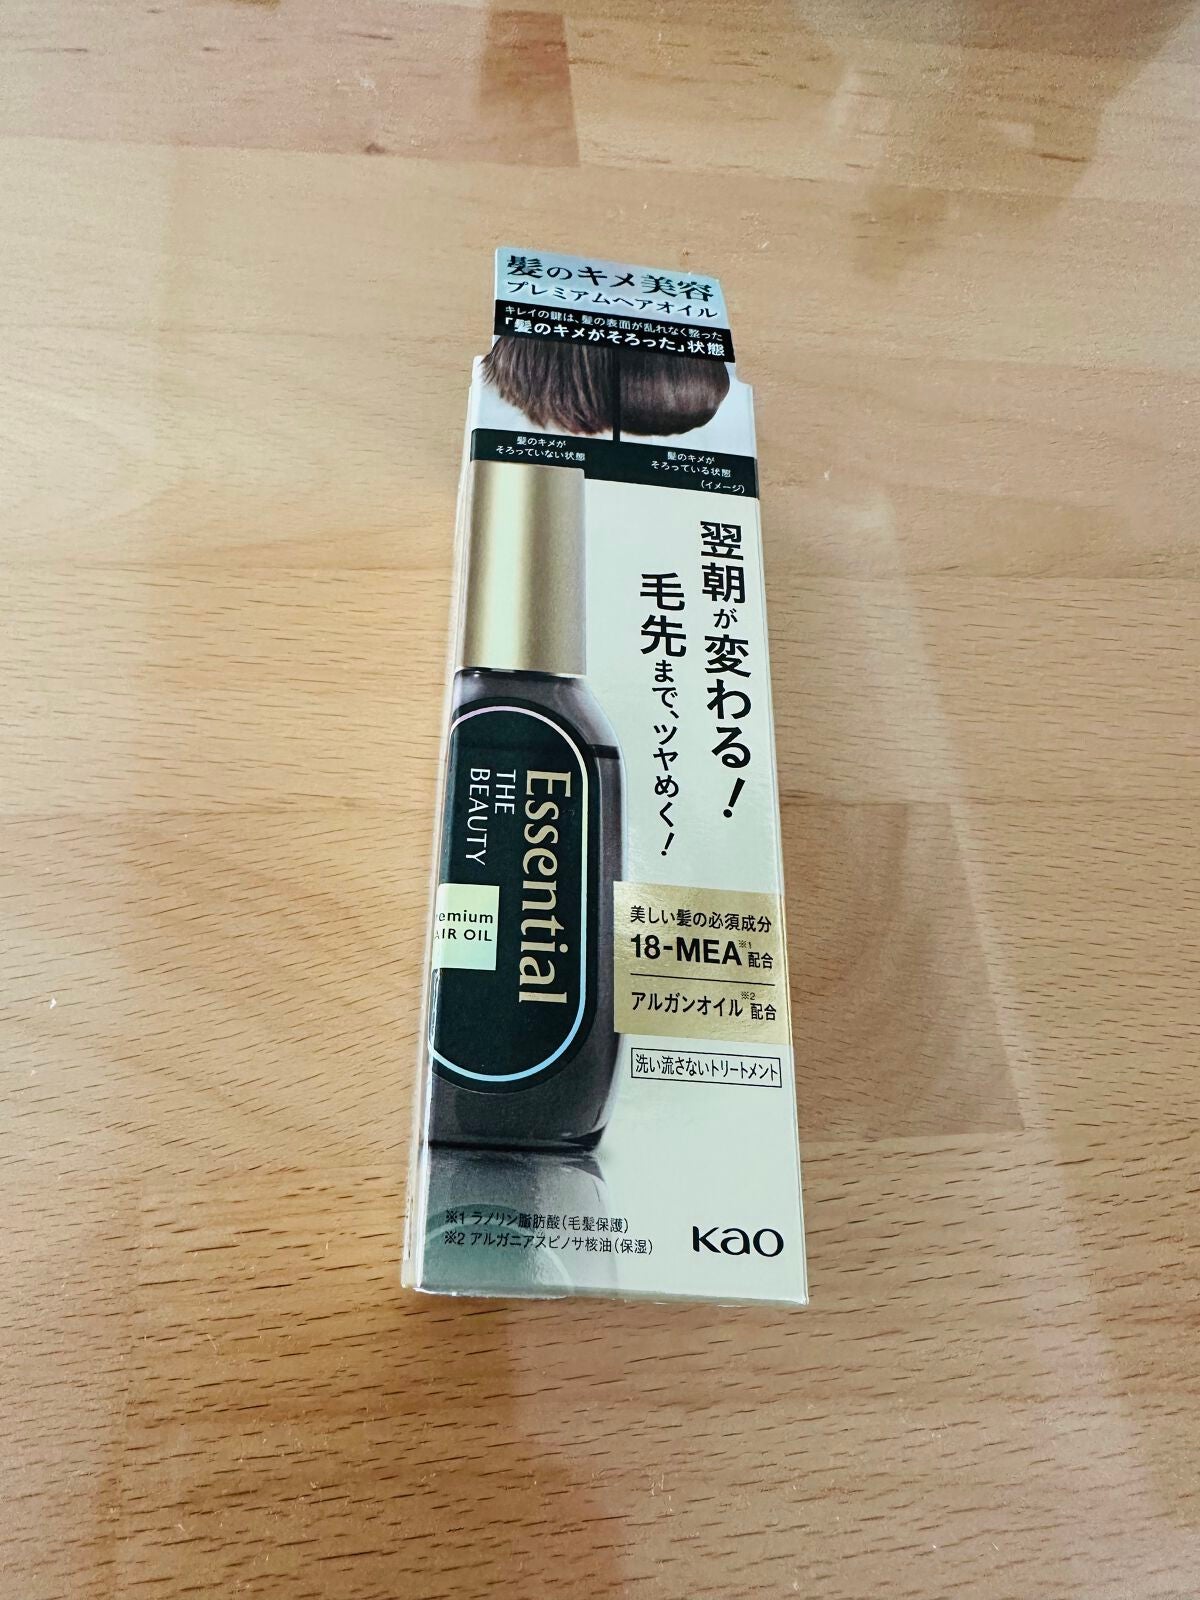 髪のキメ美容
プレミアムヘアオイル
キレイの鍵は、髪の表面が乱れなく整った
「髪のキメがそろった」状態
髪のキメが
そろっていない状態
髪のキメが
そろっている状態
(イメージ)
翌朝が変わる!
毛先まで、ツヤめく!
Essential
THE
BEAUTY
emium
AIR OIL
美しい髪の必須成分
18-MEA※1配合
アルガンオイル※2配合
洗い流さないトリートメント
※1 ラノリン脂肪酸(毛髪保護)
※2 アルガニアスピノサ核油(保湿)
Kao